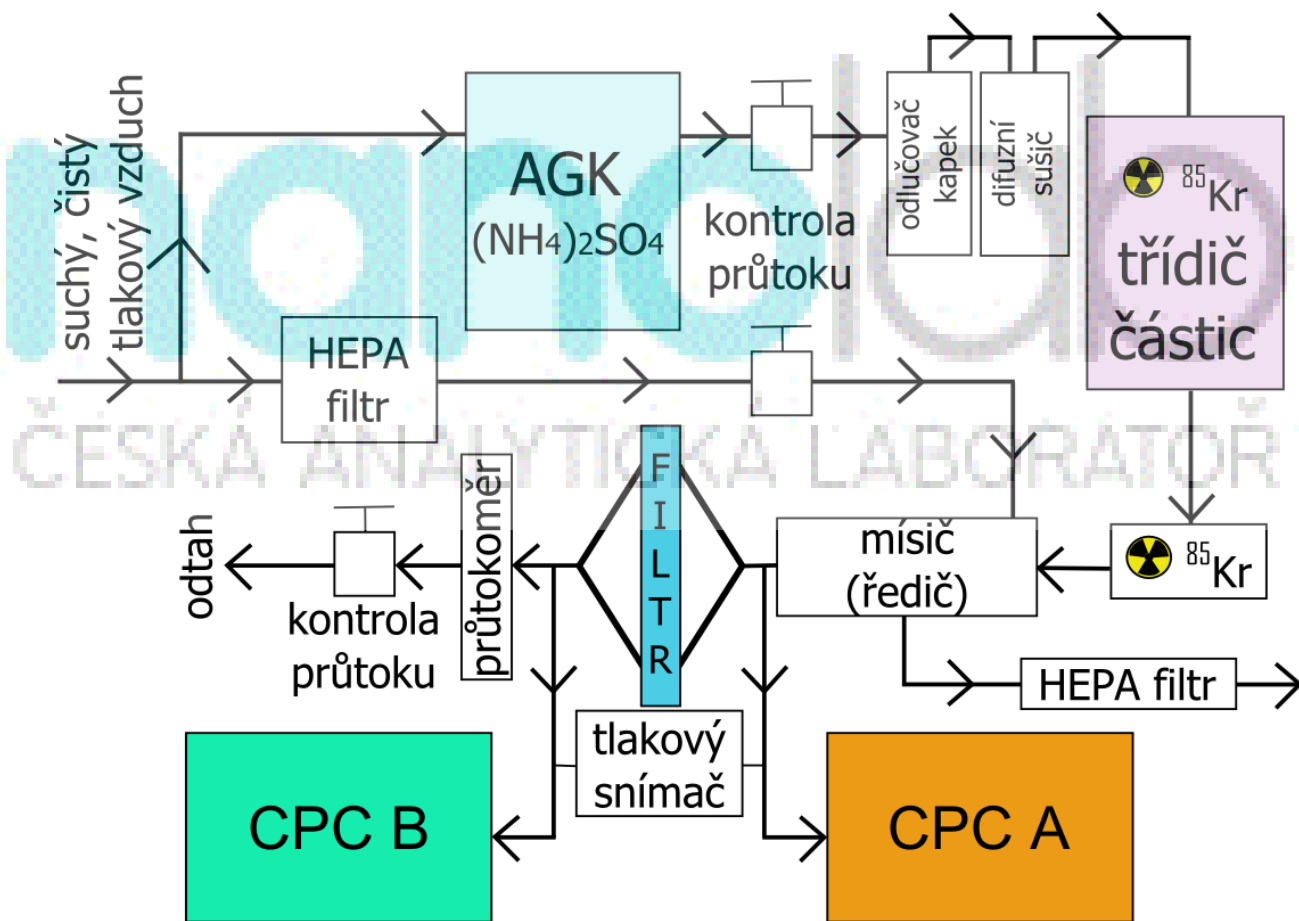 suchý, čistý
tlakový vzduch
AGK
(NH4)2SO4
kontrola
průtoku
odlučovač
kapek
difuzní
sušič
85Kr
třídič
částic
HEPA
filtr
nanolab
ČESKÁ ANALYTICKÁ LABORATOŘ
odtah
kontrola
průtoku
průtokoměr
FILTR
mísič
(ředič)
85Kr
HEPA filtr
tlakový
snímač
CPC B
CPC A